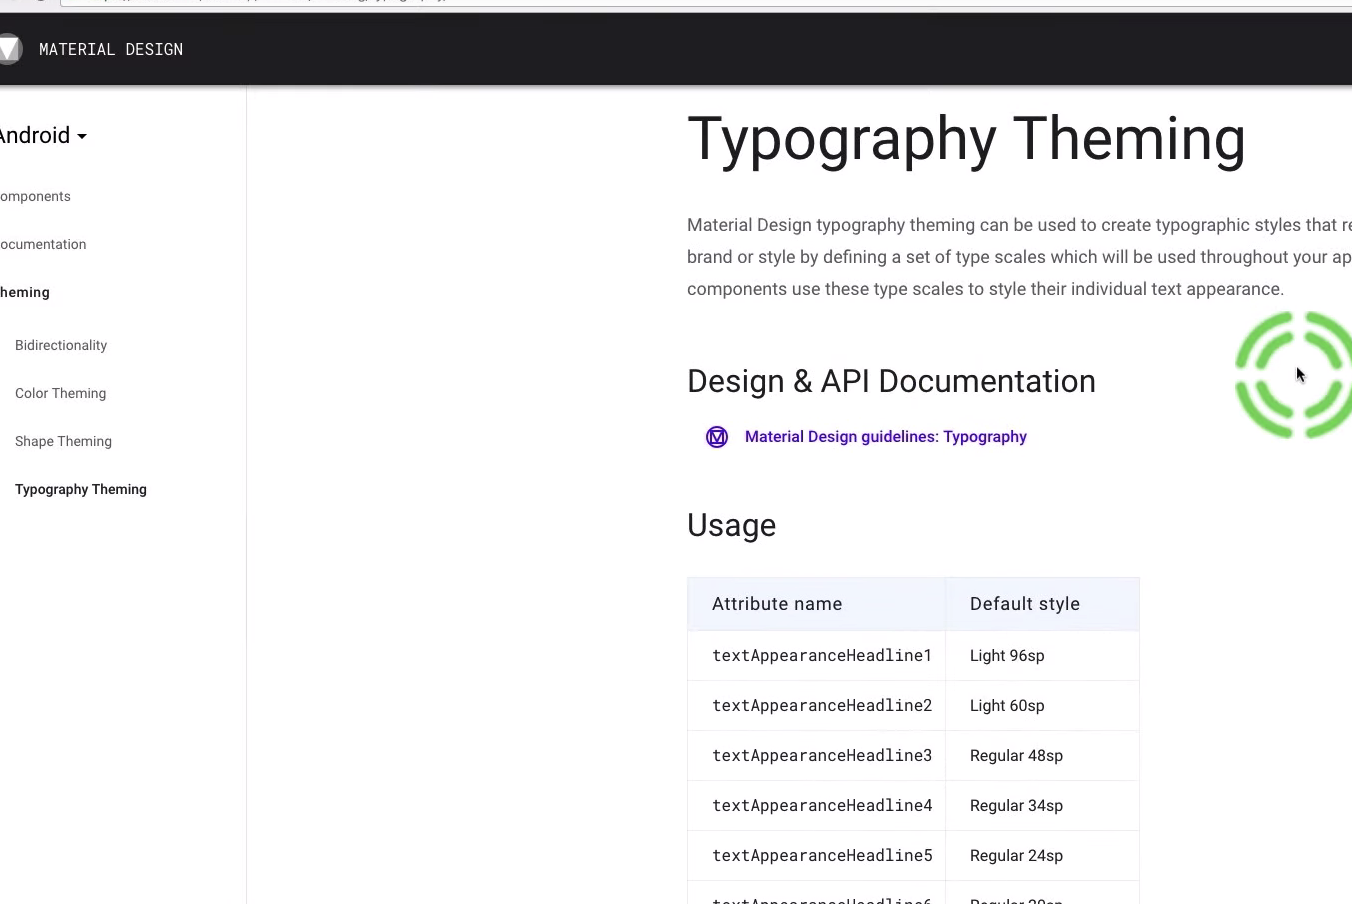 MATERIAL DESIGN
Android
omponents
ocumentation
heming
Bidirectionality
Color Theming
Shape Theming
Typography Theming
Typography Theming
Material Design typography theming can be used to create typographic styles that re
brand or style by defining a set of type scales which will be used throughout your ap
components use these type scales to style their individual text appearance.
Design & API Documentation
Material Design guidelines: Typography
Usage
Attribute name Default style
textAppearanceHeadline1 Light 96sp
textAppearanceHeadline2 Light 60sp
textAppearanceHeadline3 Regular 48sp
textAppearanceHeadline4 Regular 34sp
textAppearanceHeadline5 Regular 24sp